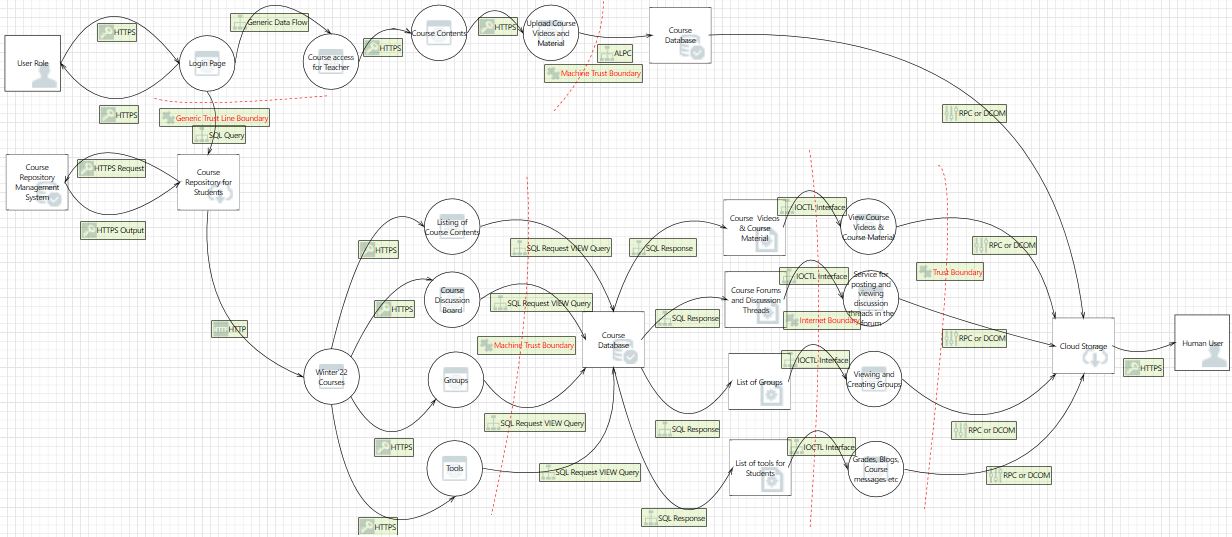 User Role
HTTPS
HTTPS
Login Page
Generic Data Flow
Course access
for Teacher
HTTPS
Course Contents
HTTPS
Upload Course
Videos and
Material
ALPC
Machine Trust Boundary
Course
Database
RPC or DCOM
Generic Trust Line Boundary
SQL Query
Course
Repository
Management
System
HTTPS Request
HTTPS Output
Course
Repository for
Students
HTTP
Winter'22
Courses
HTTPS
Listing of
Course Contents
SQL Request VIEW Query
HTTPS
Course
Discussion
Board
SQL Request VIEW Query
Machine Trust Boundary
Groups
SQL Request VIEW Query
HTTPS
Tools
SQL Request VIEW Query
HTTPS
Course
Database
SQL Response
Course Videos
& Course
Material
IOCTL Interface
View Course
Videos &
Course Material
RPC or DCOM
Trust Boundary
SQL Response
Course Forums
and Discussion
Threads
IOCTL Interface
Internet Boundary
Service for
posting and
viewing
discussion
threads in the
forum
RPC or DCOM
SQL Response
List of Groups
IOCTL Interface
Viewing and
Creating Groups
RPC or DCOM
SQL Response
List of tools for
Students
IOCTL Interface
Grades, Blogs,
Course
messages etc
RPC or DCOM
Cloud Storage
HTTPS
Human User